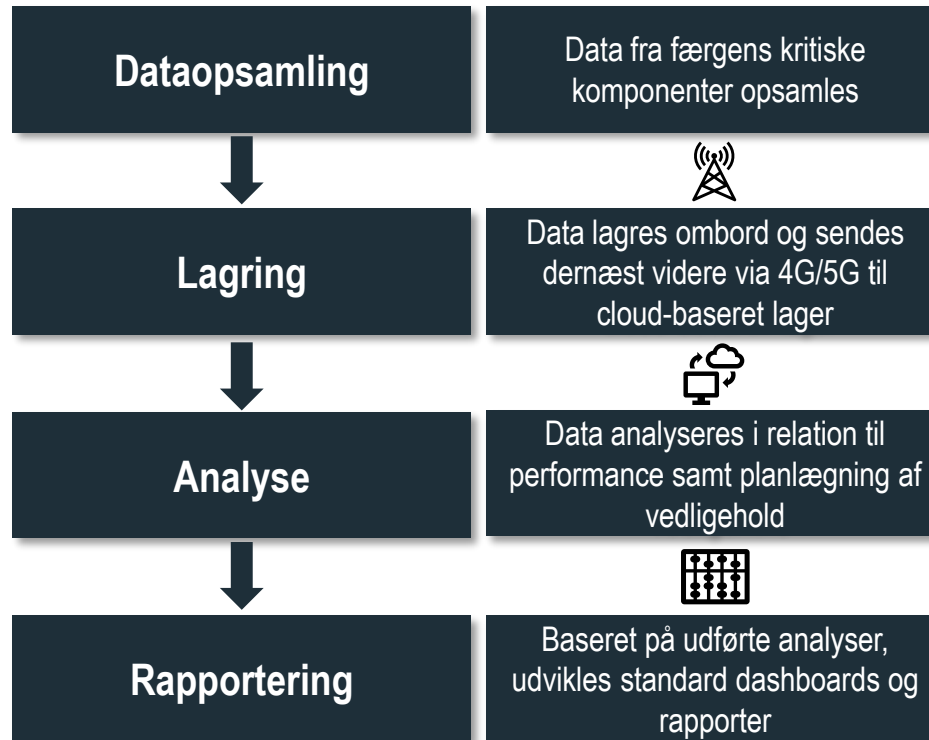 Dataopsamling
Data fra færgens kritiske
komponenter opsamles
Lagring
Data lagres ombord og sendes
dernæst videre via 4G/5G til
cloud-baseret lager
Analyse
Data analyseres i relation til
performance samt planlægning af
vedligehold
Rapportering
Baseret på udførte analyser,
udvikles standard dashboards og
rapporter